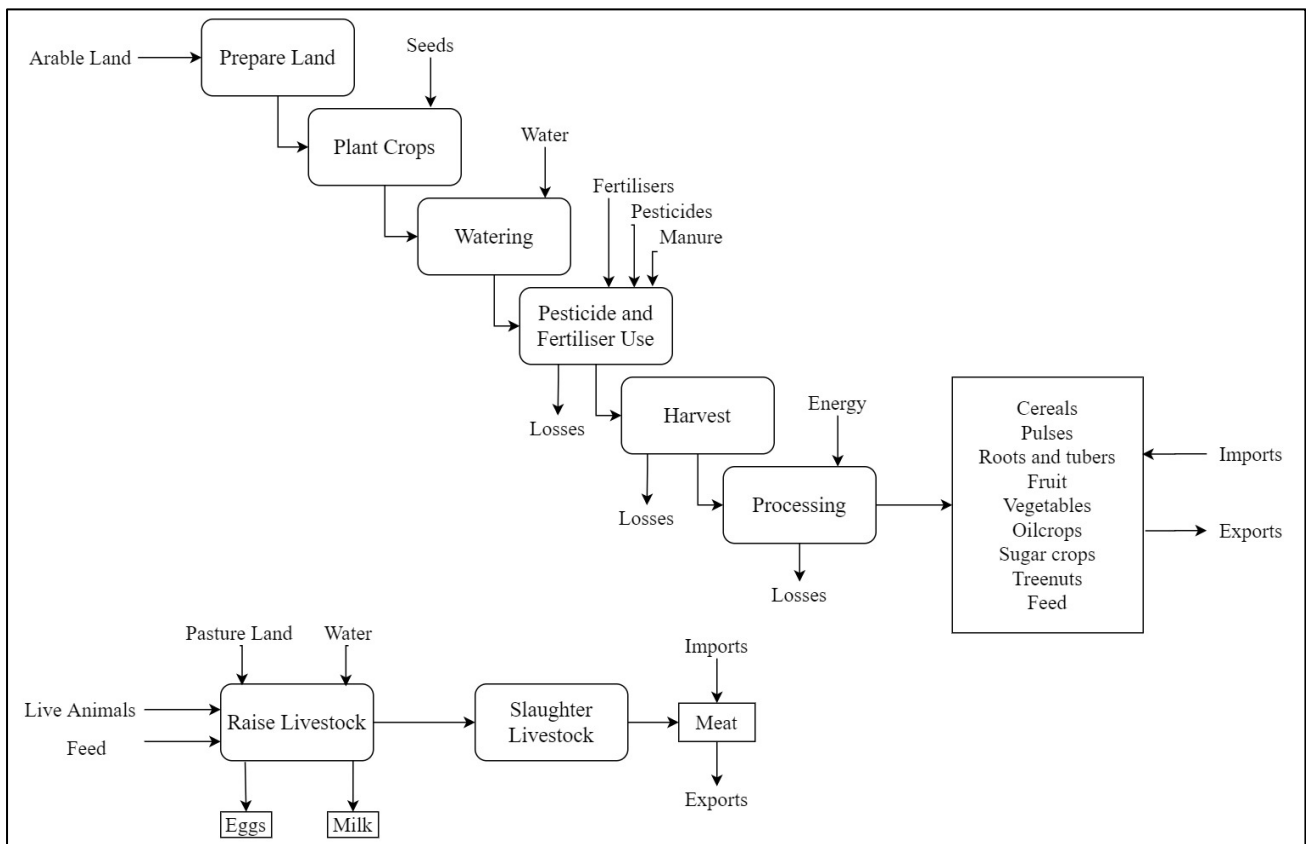 Arable Land
Prepare Land
Seeds
Plant Crops
Water
Watering
Fertilisers
Pesticides
Manure
Pesticide and
Fertiliser Use
Losses
Harvest
Losses
Energy
Processing
Losses
Cereals
Pulses
Roots and tubers
Fruit
Vegetables
Oilcrops
Sugar crops
Treenuts
Feed
Imports
Exports
Pasture Land
Water
Live Animals
Feed
Raise Livestock
Eggs
Milk
Slaughter
Livestock
Imports
Meat
Exports